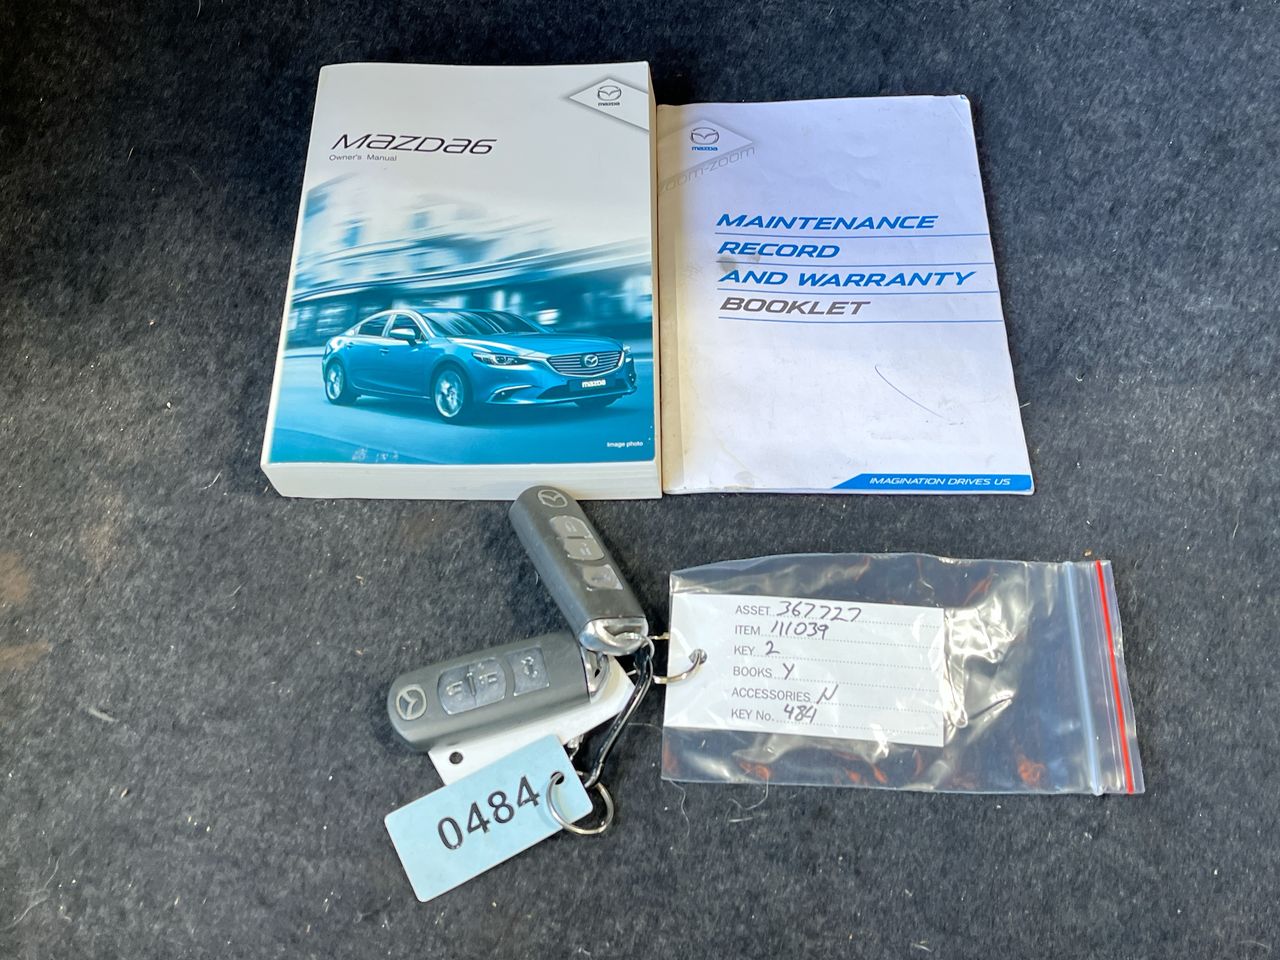 mazda
mazda6
Owner's Manual
mazda
Image photo
mazda
zoom-zoom
MAINTENANCE
RECORD
AND WARRANTY
BOOKLET
IMAGINATION DRIVES US
ASSET 367727
ITEM 111039
KEY 2
BOOKS Y
ACCESSORIES N
KEY No. 484
0484